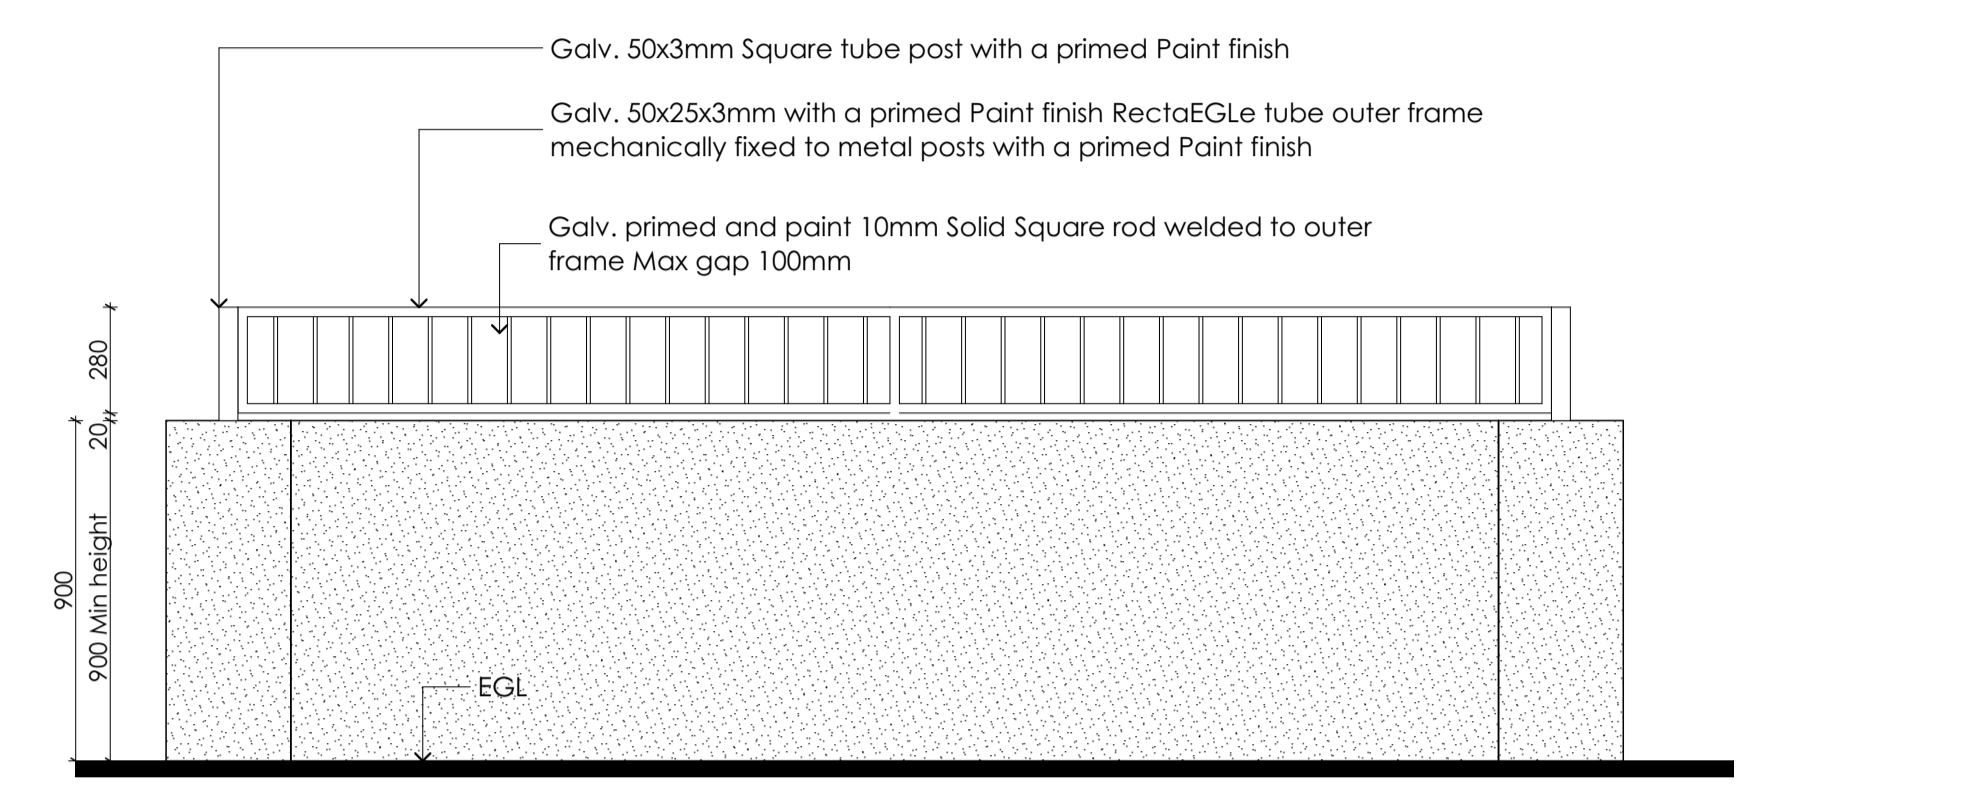 Galv. 50x3mm Square tube post with a primed Paint finish
Galv. 50x25x3mm with a primed Paint finish RectaEGLe tube outer frame
mechanically fixed to metal posts with a primed Paint finish
Galv. primed and paint 10mm Solid Square rod welded to outer
frame Max gap 100mm
280
20
900
900 Min height
EGL